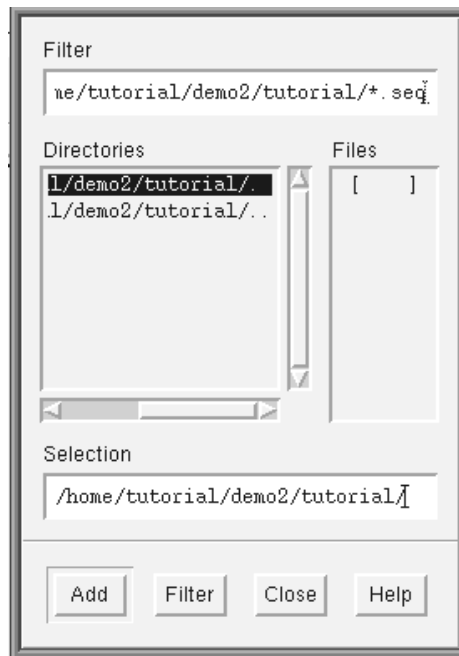 Filter
me/tutorial/demo2/tutorial/*.seq
Directories
Files
l/demo2/tutorial/.
[ ]
l/demo2/tutorial/..
Selection
/home/tutorial/demo2/tutorial/
Add
Filter
Close
Help